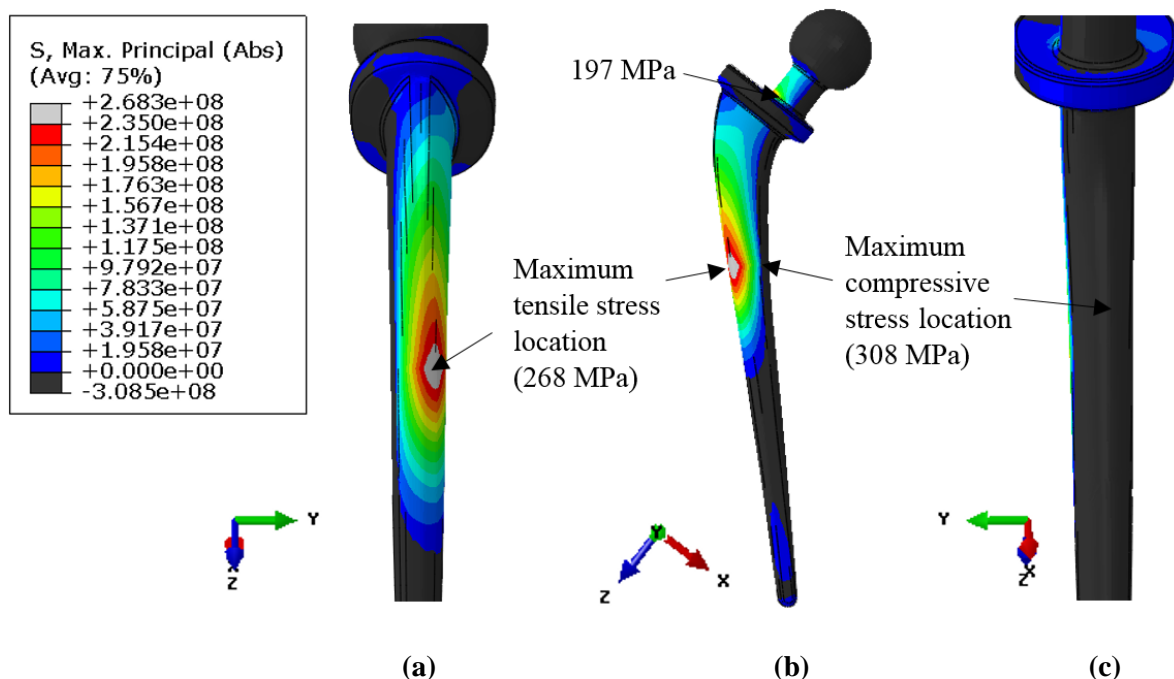 S, Max. Principal (Abs)
(Avg: 75%)
+2.683e+08
+2.350e+08
+2.154e+08
+1.958e+08
+1.763e+08
+1.567e+08
+1.371e+08
+1.175e+08
+9.792e+07
+7.833e+07
+5.875e+07
+3.917e+07
+1.958e+07
+0.000e+00
-3.085e+08
197 MPa
Maximum
tensile stress
location
(268 MPa)
Maximum
compressive
stress location
(308 MPa)
Y
X
Z
Y
Z
X
Y
Z
X
(a)
(b)
(c)